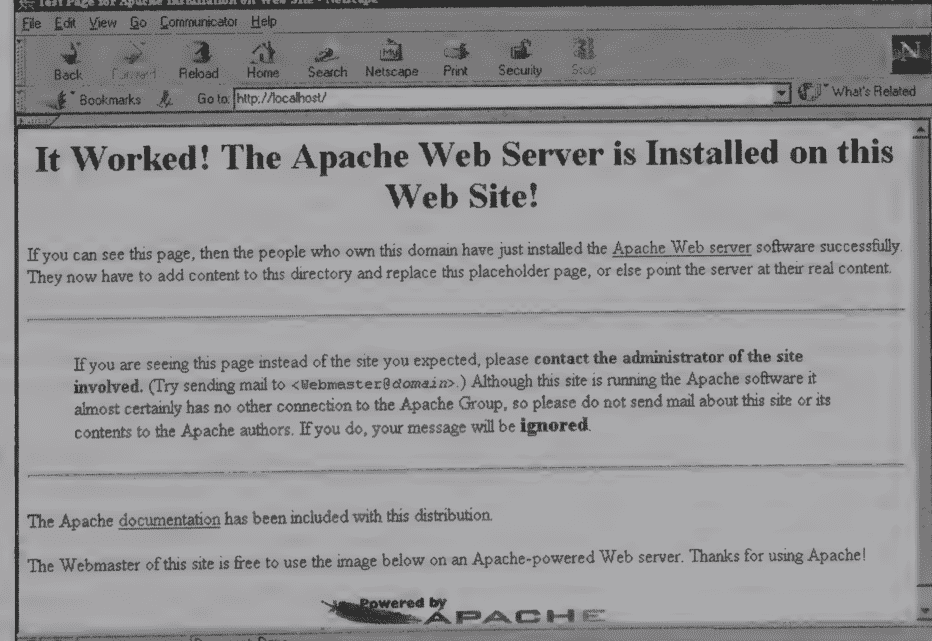 Test Page for Apache Installation on Web Site - Netscape
File Edit View Go Communicator Help
Back Forward Reload Home Search Netscape Print Security Stop
N
Bookmarks Go to: http://localhost/ What's Related
It Worked! The Apache Web Server is Installed on this
Web Site!
If you can see this page, then the people who own this domain have just installed the Apache Web server software successfully.
They now have to add content to this directory and replace this placeholder page, or else point the server at their real content.
If you are seeing this page instead of the site you expected, please contact the administrator of the site
involved. (Try sending mail to <Webmaster@domain>.) Although this site is running the Apache software it
almost certainly has no other connection to the Apache Group, so please do not send mail about this site or its
contents to the Apache authors. If you do, your message will be ignored.
The Apache documentation has been included with this distribution.
The Webmaster of this site is free to use the image below on an Apache-powered Web server. Thanks for using Apache!
Powered by
APACHE